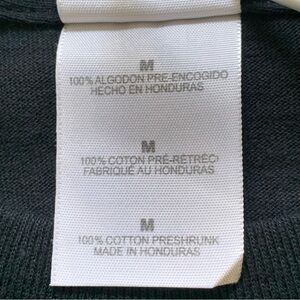 M
100% ALGODON PRE-ENCOGIDO
HECHO EN HONDURAS
M
100% COTON PRÉ-RÉTRÉCI
FABRIQUÉ AU HONDURAS
M
100% COTTON PRESHRUNK
MADE IN HONDURAS